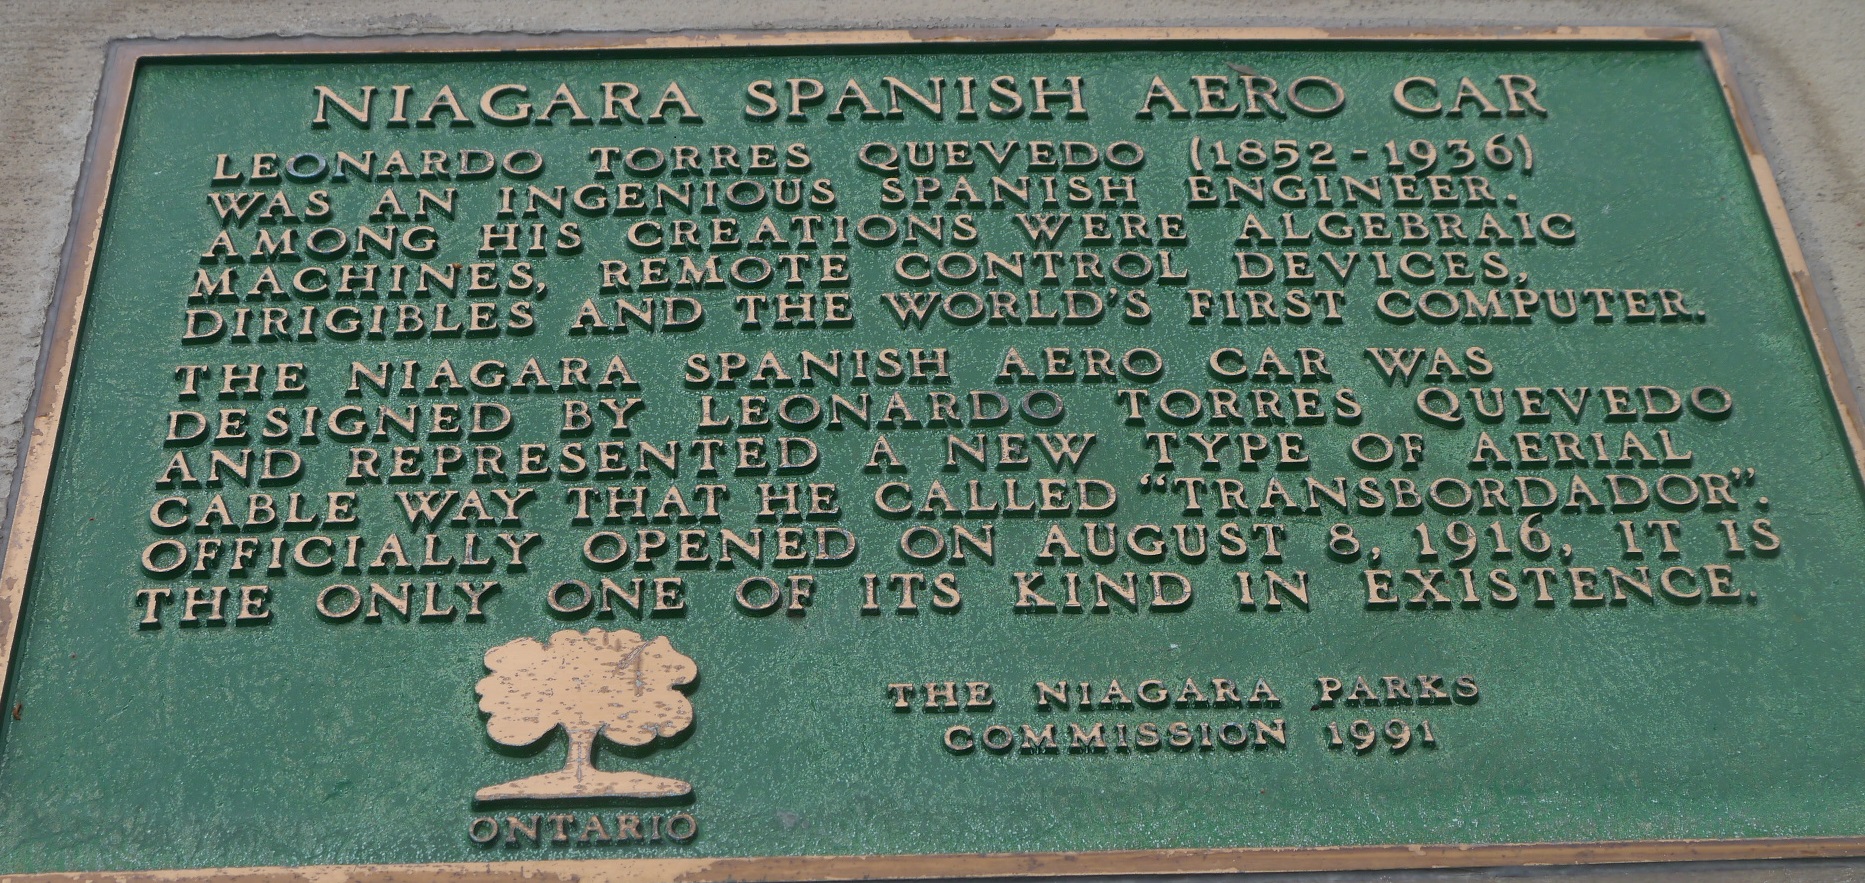 NIAGARA SPANISH AERO CAR
LEONARDO TORRES QUEVEDO (1852-1936)
WAS AN INGENIOUS SPANISH ENGINEER.
AMONG HIS CREATIONS WERE ALGEBRAIC
MACHINES, REMOTE CONTROL DEVICES,
DIRIGIBLES AND THE WORLD'S FIRST COMPUTER.
THE NIAGARA SPANISH AERO CAR WAS
DESIGNED BY LEONARDO TORRES QUEVEDO
AND REPRESENTED A NEW TYPE OF AERIAL
CABLE WAY THAT HE CALLED “TRANSBORDADOR”.
OFFICIALLY OPENED ON AUGUST 8, 1916, IT IS
THE ONLY ONE OF ITS KIND IN EXISTENCE.
THE NIAGARA PARKS
COMMISSION 1991
ONTARIO